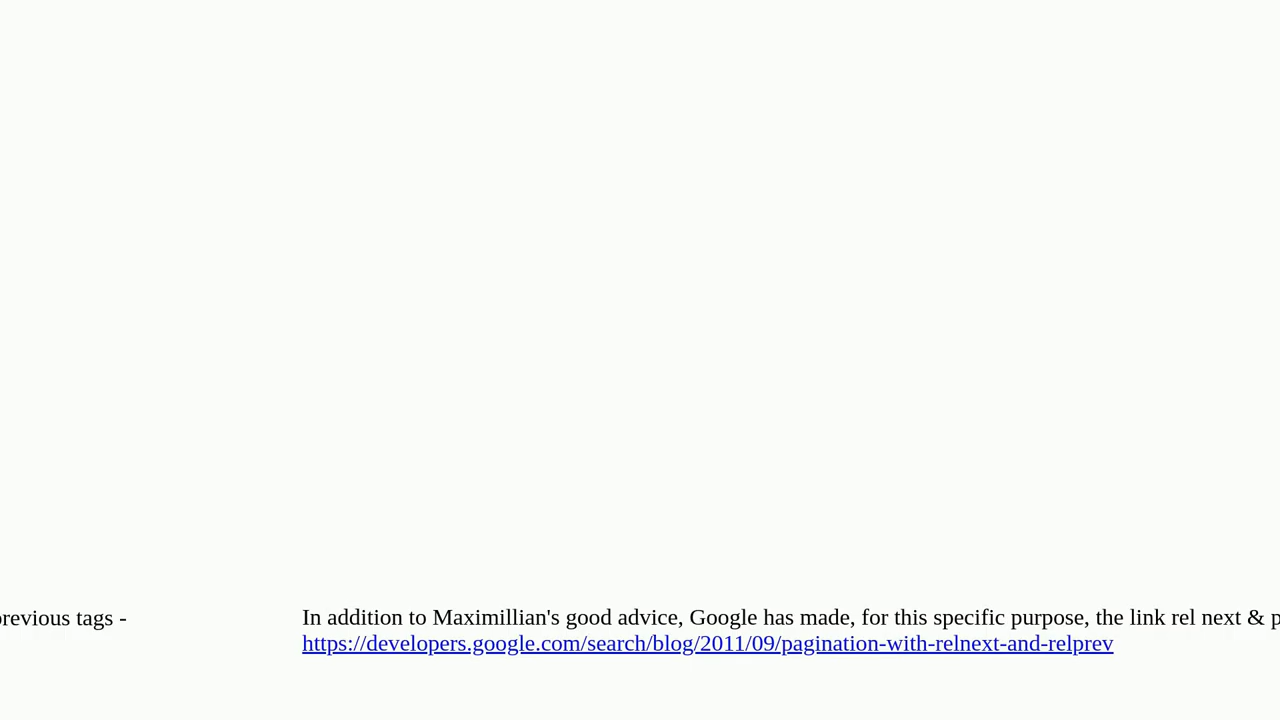 previous tags -
In addition to Maximillian's good advice, Google has made, for this specific purpose, the link rel next &
https://developers.google.com/search/blog/2011/09/pagination-with-relnext-and-relprev